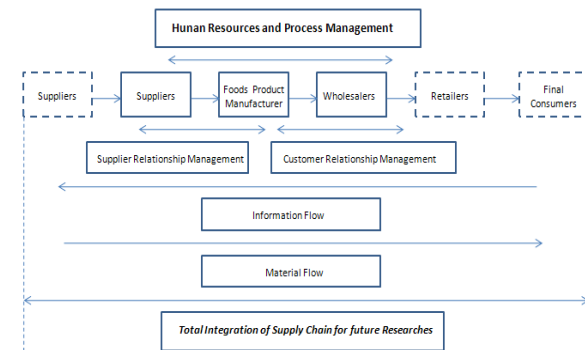 Hunan Resources and Process Management
Suppliers
Suppliers
Foods Product
Manufacturer
Wholesalers
Retailers
Final
Consumers
Supplier Relationship Management
Customer Relationship Management
Information Flow
Material Flow
Total Integration of Supply Chain for future Researches